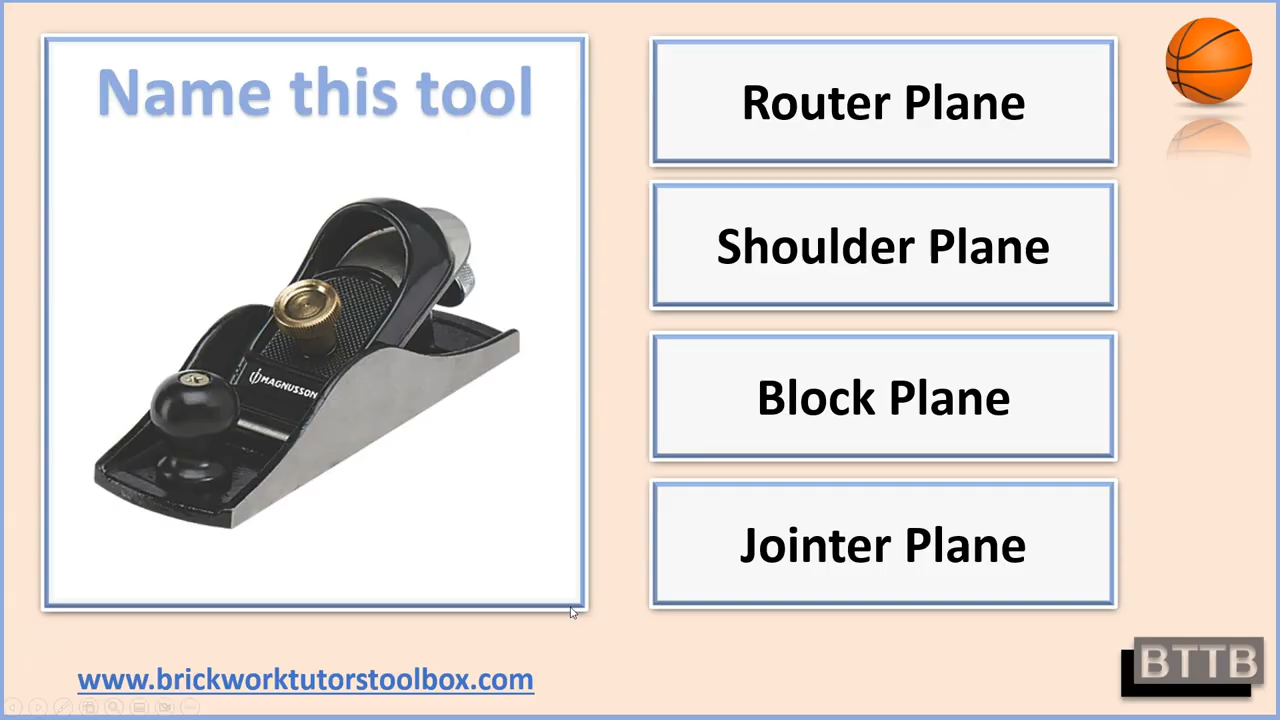 Name this tool
MAGNUSSON
Router Plane
Shoulder Plane
Block Plane
Jointer Plane
www.brickworktutorstoolbox.com
BTTB